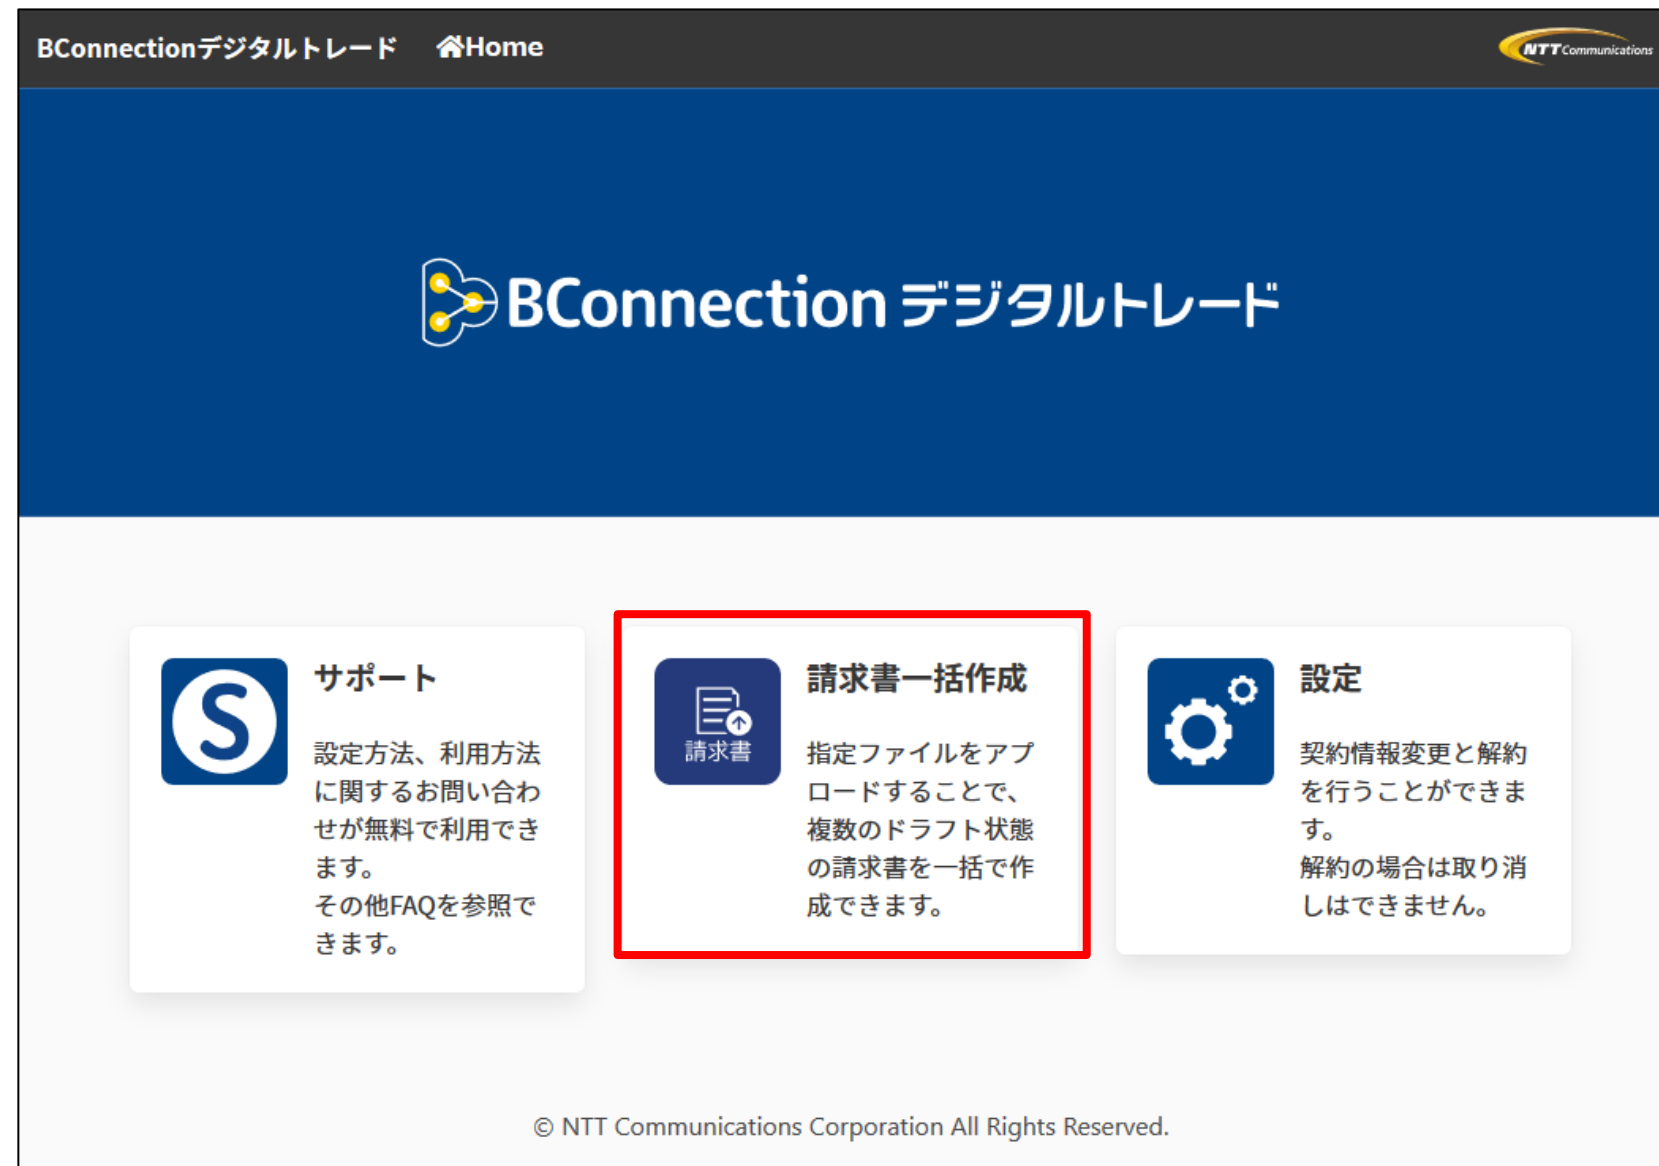 BConnectionデジタルトレード Home
NTT Communications
BConnection デジタルトレード
サポート
設定方法、利用方法
に関するお問い合わ
せが無料で利用でき
ます。
その他FAQを参照で
きます。
請求書
請求書一括作成
指定ファイルをアップ
ロードすることで、
複数のドラフト状態
の請求書を一括で作
成できます。
設定
契約情報変更と解約
を行うことができま
す。
解約の場合は取り消
しはできません。
© NTT Communications Corporation All Rights Reserved.